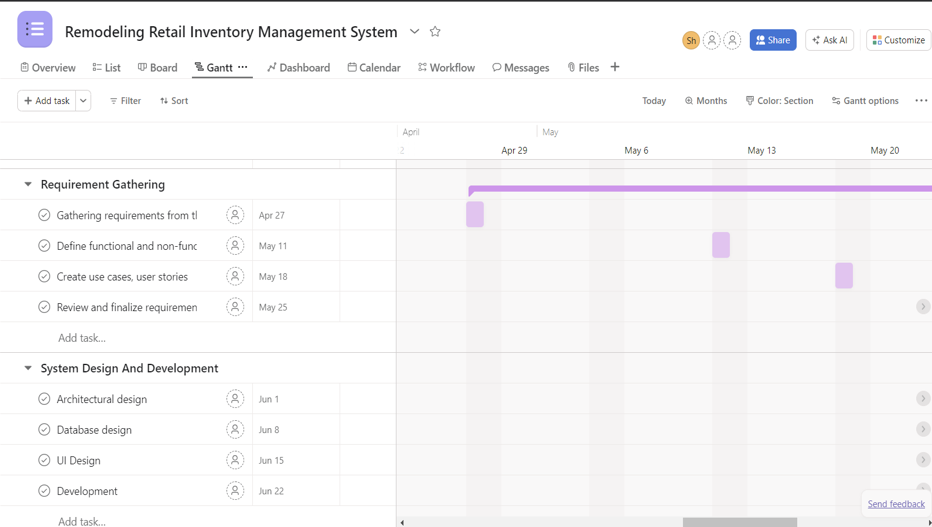 Remodeling Retail Inventory Management System
Sh Share Ask AI Customize
Overview List Board Gantt ... Dashboard Calendar Workflow Messages Files +
+ Add task Filter Sort Today Months Color: Section Gantt options ...
April May
2 Apr 29 May 6 May 13 May 20
Requirement Gathering
Gathering requirements from tl Apr 27
Define functional and non-func May 11
Create use cases, user stories May 18
Review and finalize requiremen May 25
Add task...
System Design And Development
Architectural design Jun 1
Database design Jun 8
UI Design Jun 15
Development Jun 22
Send feedback
Add task...